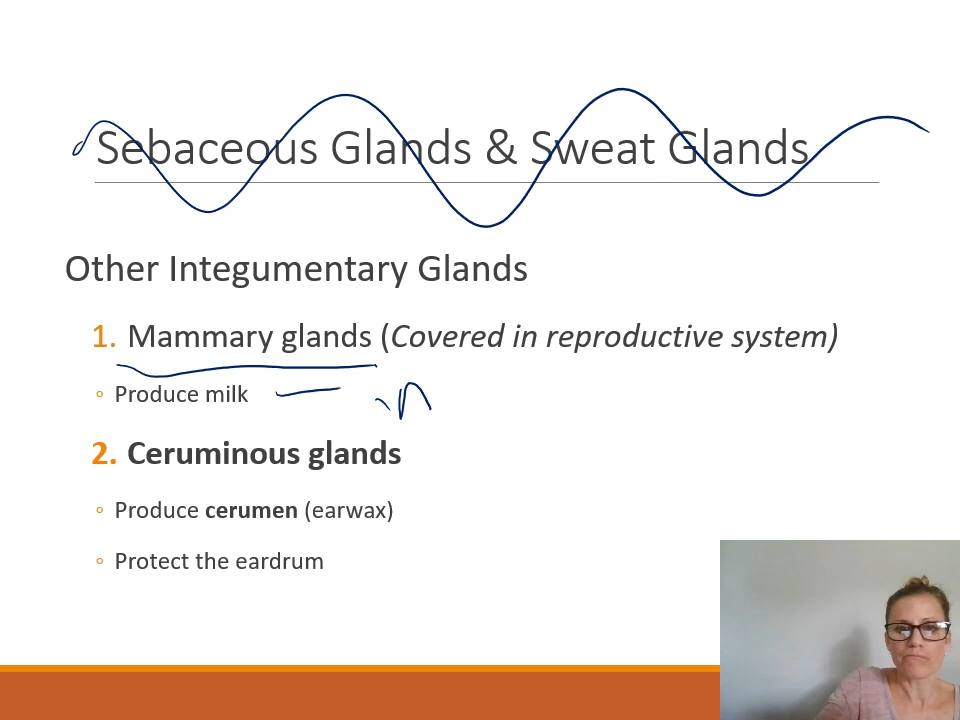 Sebaceous Glands & Sweat Glands
Other Integumentary Glands
1. Mammary glands (Covered in reproductive system)
◦ Produce milk
2. Ceruminous glands
◦ Produce cerumen (earwax)
◦ Protect the eardrum